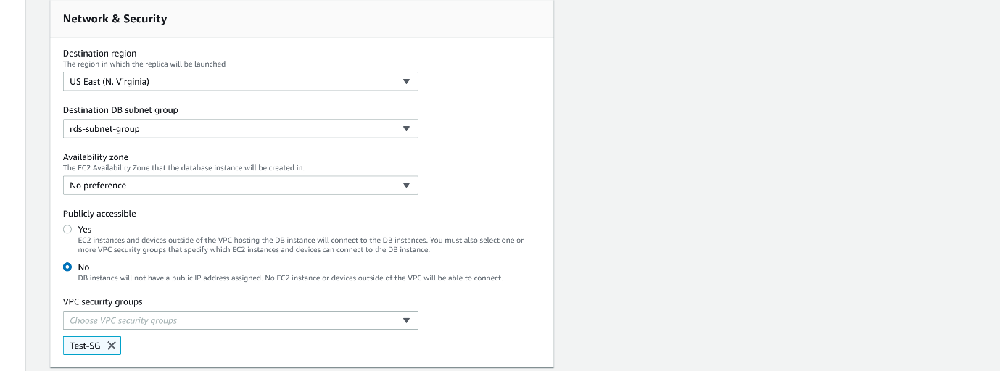 Network & Security
Destination region
The region in which the replica will be launched
US East (N. Virginia)
Destination DB subnet group
rds-subnet-group
Availability zone
The EC2 Availability Zone that the database instance will be created in.
No preference
Publicly accessible
Yes
EC2 instances and devices outside of the VPC hosting the DB instance will connect to the DB instances. You must also select one or
more VPC security groups that specify which EC2 instances and devices can connect to the DB instance.
No
DB instance will not have a public IP address assigned. No EC2 instance or devices outside of the VPC will be able to connect.
VPC security groups
Choose VPC security groups
Test-SG